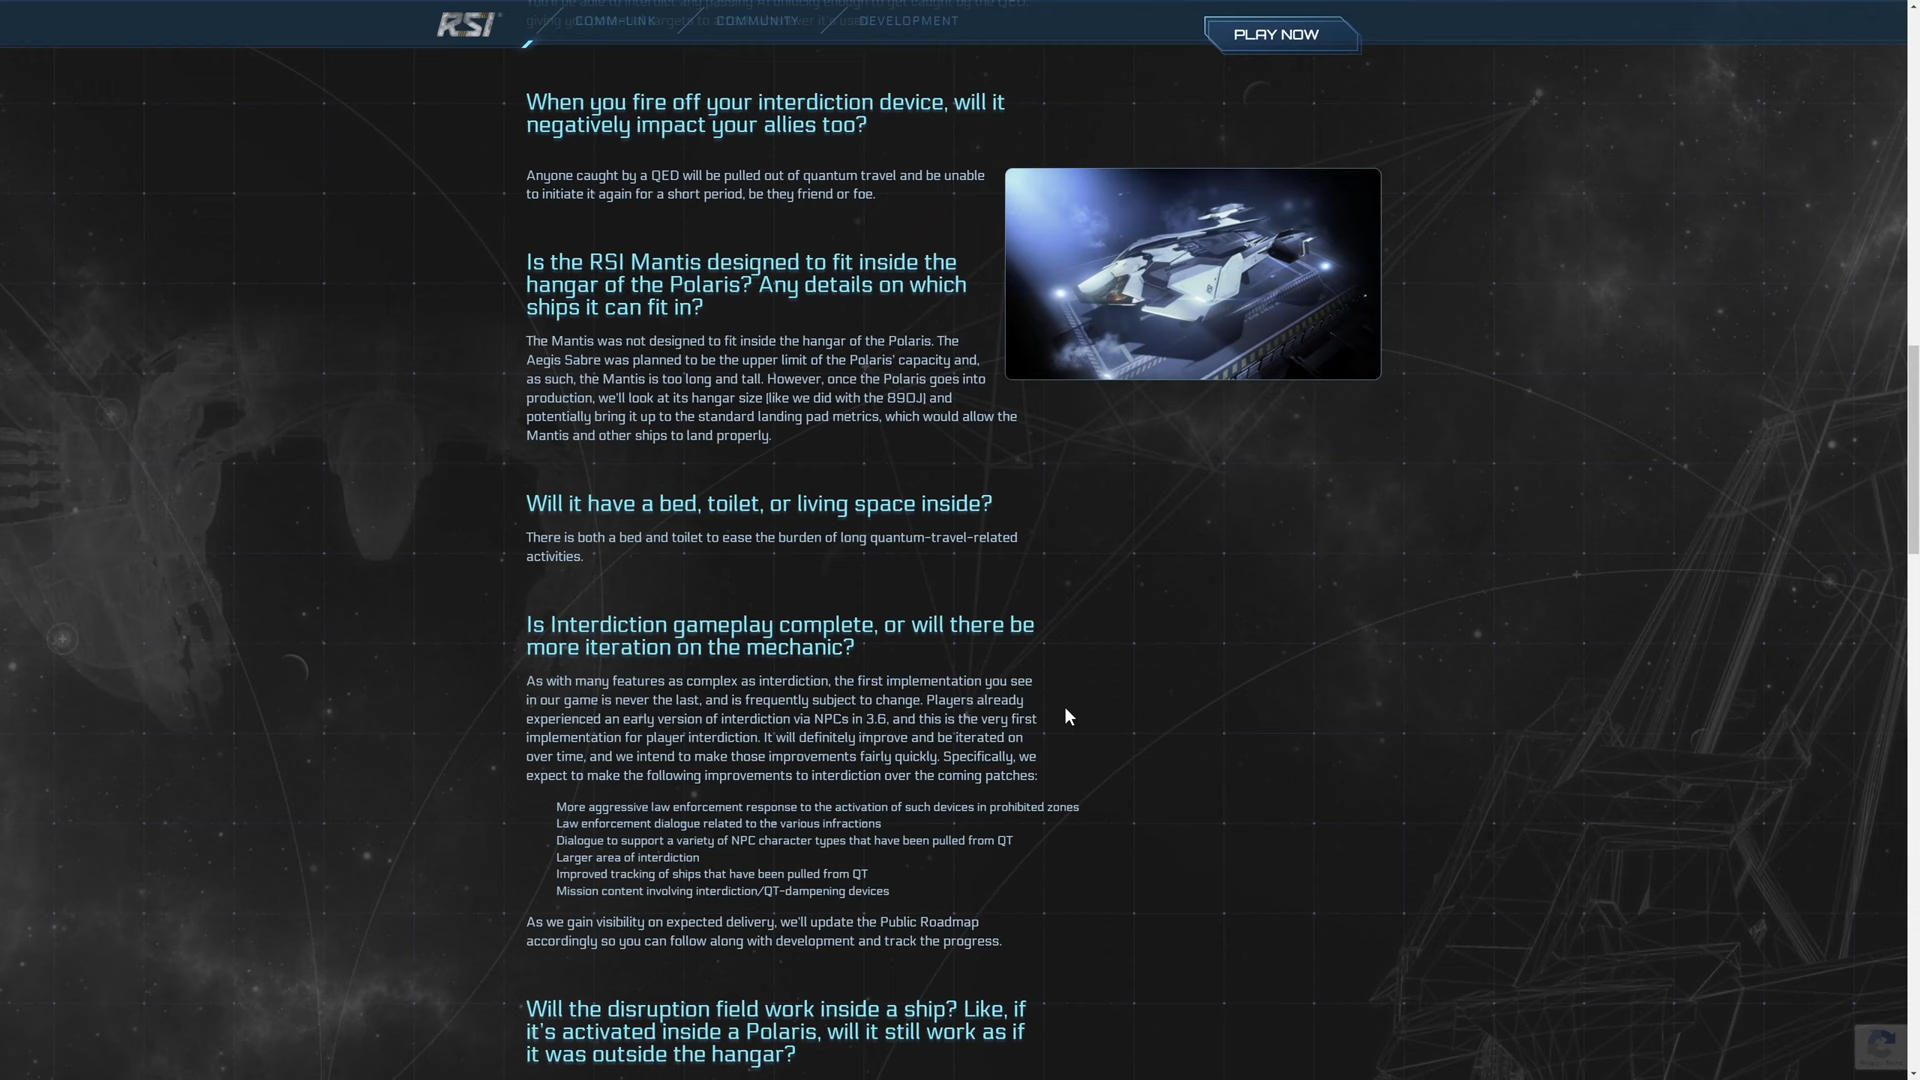 You'll be able to interdict any passing AI unlucky enough to get caught by the QED,
RSI
COMM-LINK
COMMUNITY
DEVELOPMENT
PLAY NOW
When you fire off your interdiction device, will it
negatively impact your allies too?
Anyone caught by a QED will be pulled out of quantum travel and be unable
to initiate it again for a short period, be they friend or foe.
Is the RSI Mantis designed to fit inside the
hangar of the Polaris? Any details on which
ships it can fit in?
The Mantis was not designed to fit inside the hangar of the Polaris. The
Aegis Sabre was planned to be the upper limit of the Polaris' capacity and,
as such, the Mantis is too long and tall. However, once the Polaris goes into
production, we'll look at its hangar size (like we did with the 890J) and
potentially bring it up to the standard landing pad metrics, which would allow the
Mantis and other ships to land properly.
Will it have a bed, toilet, or living space inside?
There is both a bed and toilet to ease the burden of long quantum-travel-related
activities.
Is Interdiction gameplay complete, or will there be
more iteration on the mechanic?
As with many features as complex as interdiction, the first implementation you see
in our game is never the last, and is frequently subject to change. Players already
experienced an early version of interdiction via NPCs in 3.6, and this is the very first
implementation for player interdiction. It will definitely improve and be iterated on
over time, and we intend to make those improvements fairly quickly. Specifically, we
expect to make the following improvements to interdiction over the coming patches:
More aggressive law enforcement response to the activation of such devices in prohibited zones
Law enforcement dialogue related to the various infractions
Dialogue to support a variety of NPC character types that have been pulled from QT
Larger area of interdiction
Improved tracking of ships that have been pulled from QT
Mission content involving interdiction/QT-dampening devices
As we gain visibility on expected delivery, we'll update the Public Roadmap
accordingly so you can follow along with development and track the progress.
Will the disruption field work inside a ship? Like, if
it's activated inside a Polaris, will it still work as if
it was outside the hangar?